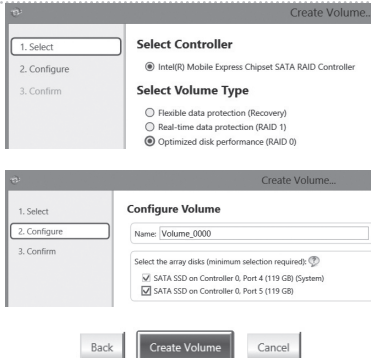 Create Volume...
1. Select
2. Configure
3. Confirm
Select Controller
Intel(R) Mobile Express Chipset SATA RAID Controller
Select Volume Type
Flexible data protection (Recovery)
Real-time data protection (RAID 1)
Optimized disk performance (RAID 0)
Create Volume...
1. Select
2. Configure
3. Confirm
Configure Volume
Name: Volume_0000
Select the array disks (minimum selection required):
SATA SSD on Controller 0, Port 4 (119 GB) (System)
SATA SSD on Controller 0, Port 5 (119 GB)
Back
Create Volume
Cancel